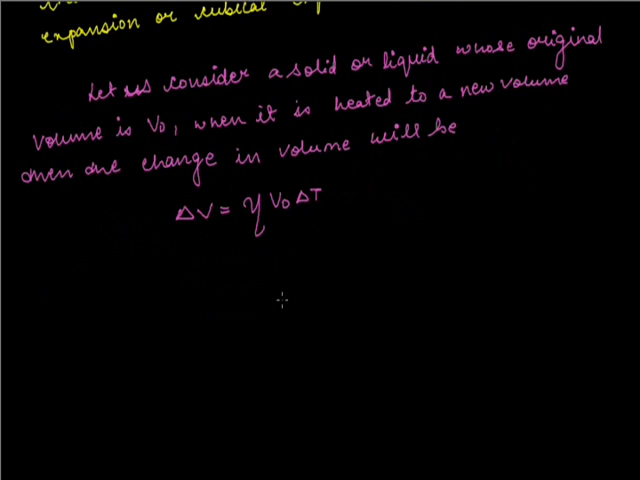 expansion or cubical
Let us consider a solid or liquid whose original
volume is V₀, when it is heated to a new volume
then the change in volume will be
ΔV = γ V₀ ΔT